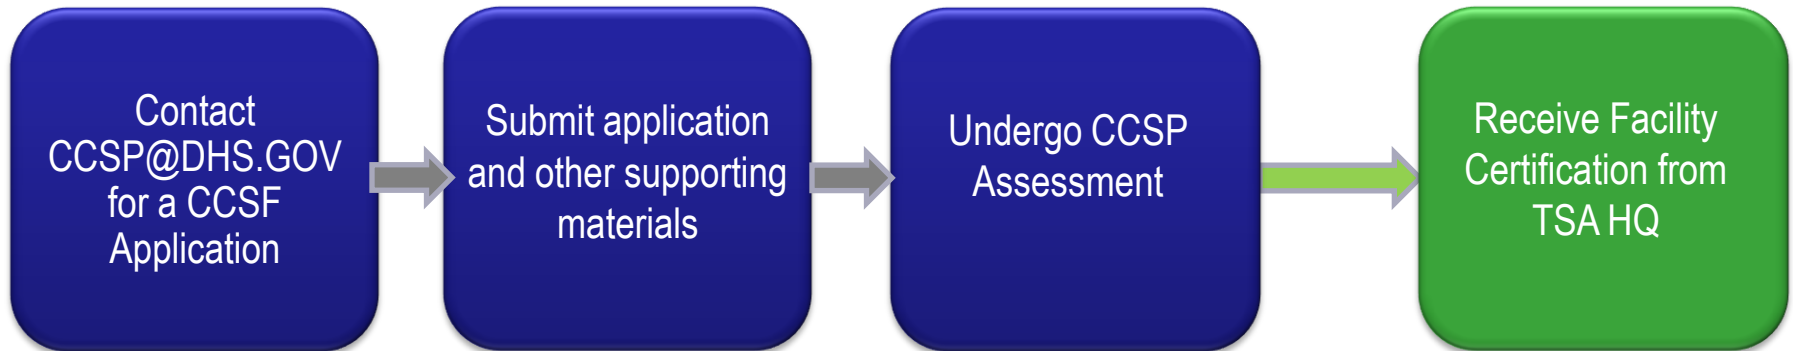 Contact
CCSP@DHS.GOV
for a CCSF
Application
Submit application
and other supporting
materials
Undergo CCSP
Assessment
Receive Facility
Certification from
TSA HQ